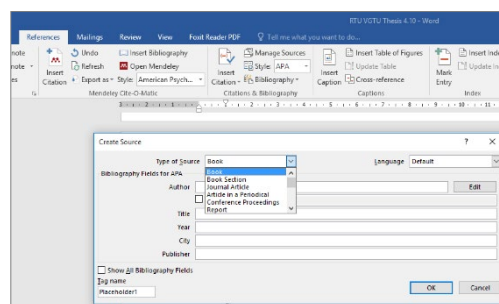 RTU VGTU Thesis 4.10 - Word
References Mailings Review View Foxit Reader PDF Tell me what you want to do...
note Undo Insert Bibliography Manage Sources Insert Table of Figures Insert Inde
note Refresh Open Mendeley Style: APA Update Table Update In
es Insert Citation Export as Style: American Psych... Insert Citation Bibliography Insert Caption Cross-reference Mark Entry
Mendeley Cite-O-Matic Citations & Bibliography Captions Index
Create Source ? X
Type of Source Book Language Default
Book
Bibliography Fields for APA Book Section
Author Journal Article Edit
Article in a Periodical
Conference Proceedings
Title Report
Year
City
Publisher
Show All Bibliography Fields
Tag name
Placeholder1 OK Cancel